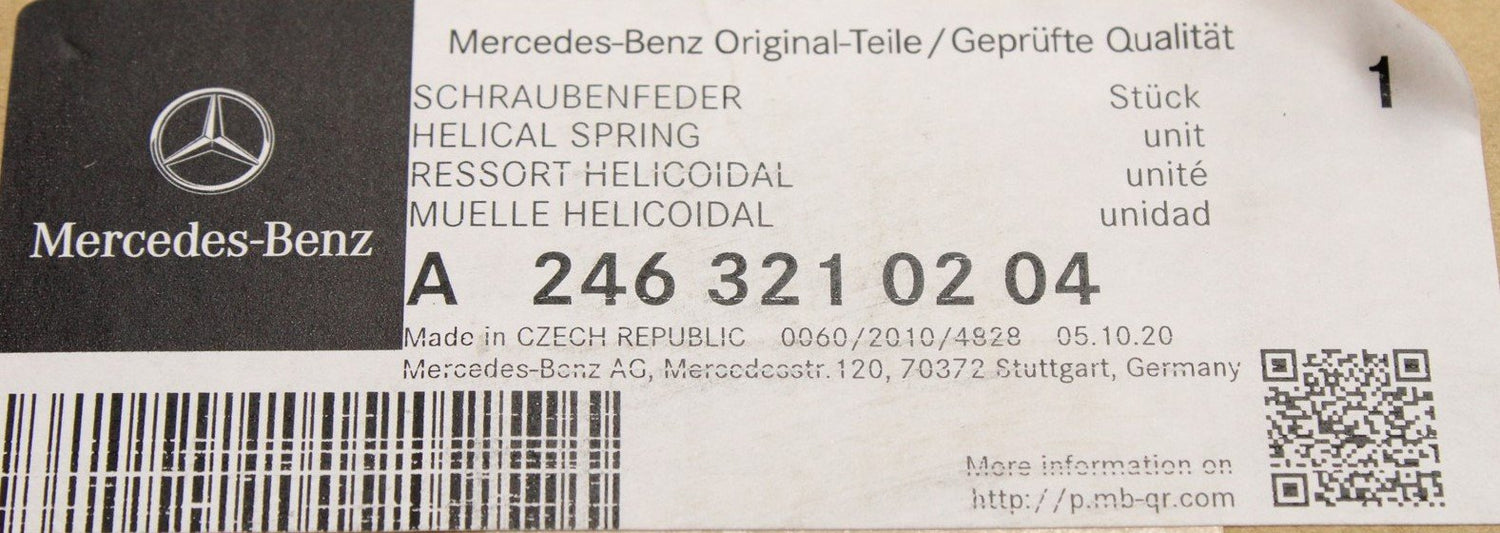 Mercedes-Benz Original-Teile/Geprüfte Qualität
1
SCHRAUBENFEDER Stück
HELICAL SPRING unit
RESSORT HELICOIDAL unité
MUELLE HELICOIDAL unidad
Mercedes-Benz
A 246 321 02 04
Made in CZECH REPUBLIC 0060/2010/4828 05.10.20
Mercedes-Benz AG, Mercedesstr.120, 70372 Stuttgart, Germany
More information on
http://p.mb-qr.com